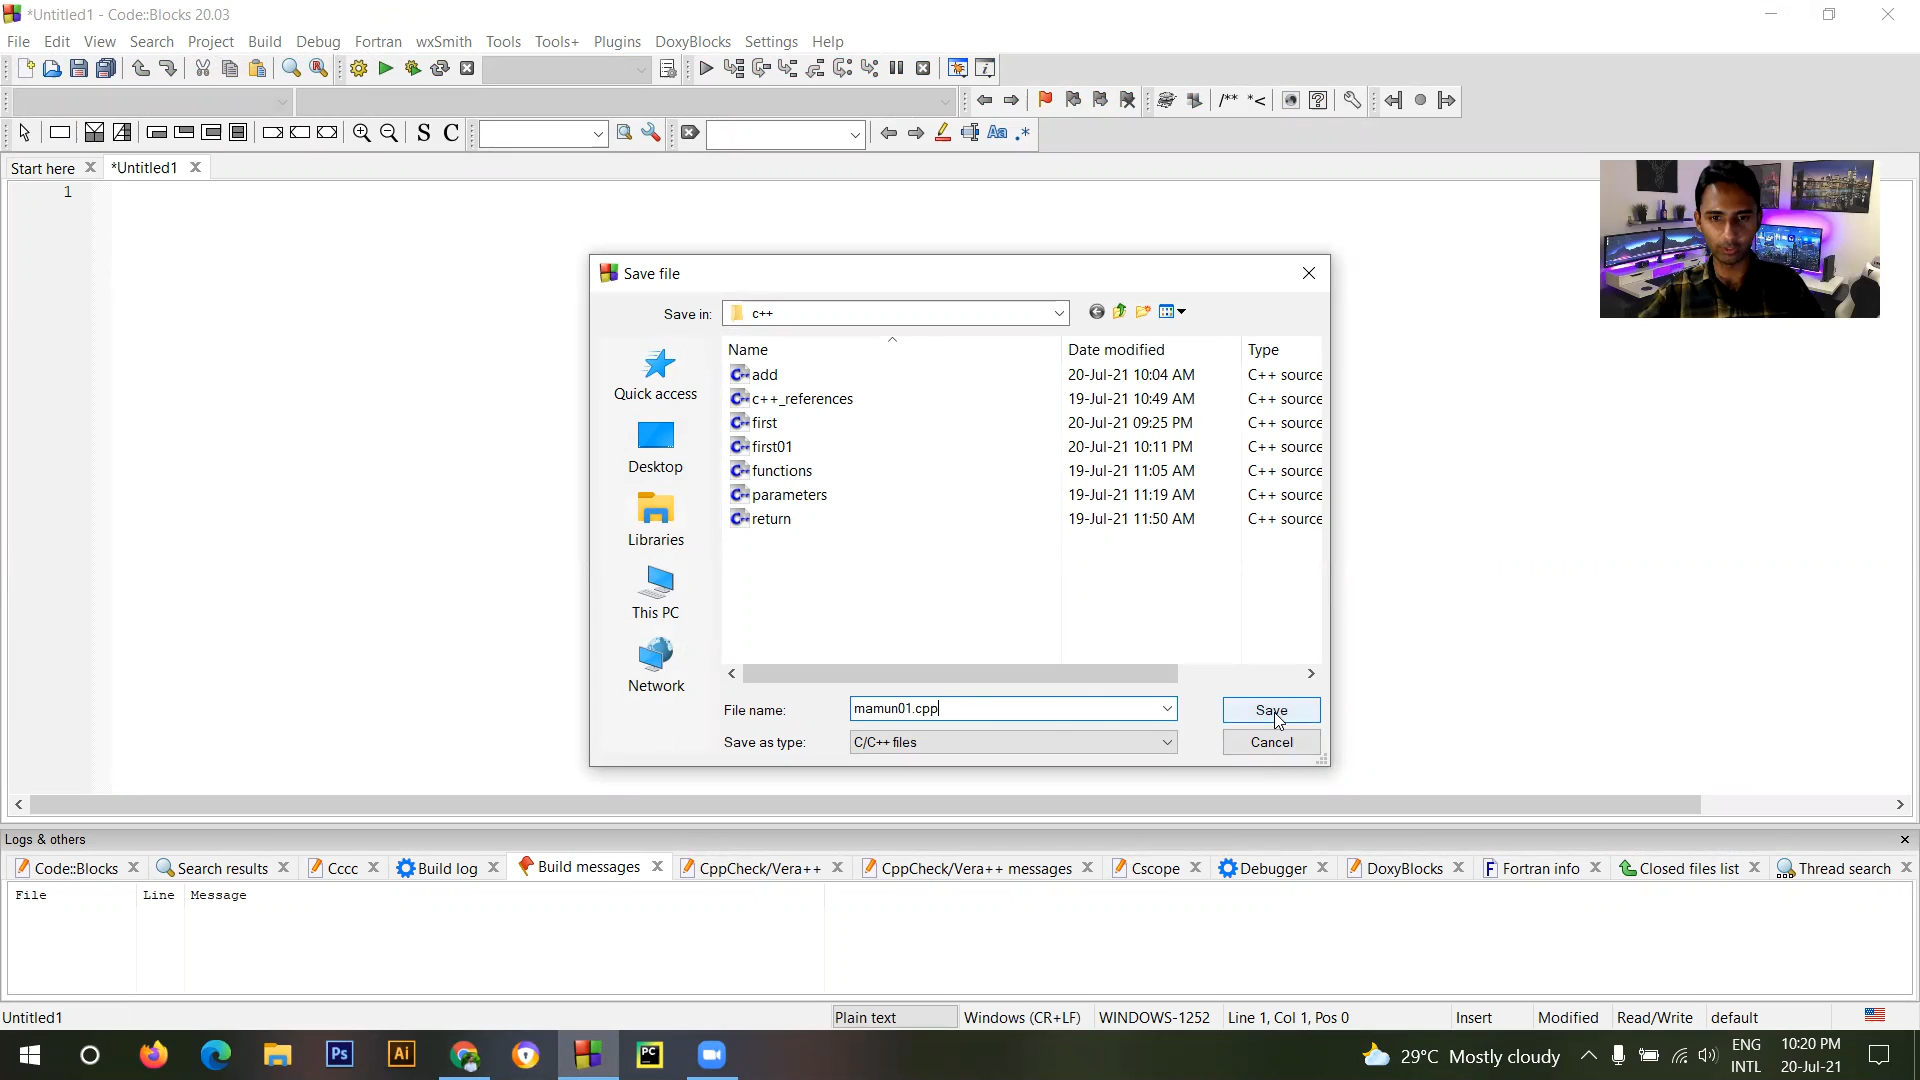 *Untitled1 - Code::Blocks 20.03
File Edit View Search Project Build Debug Fortran wxSmith Tools Tools+ Plugins DoxyBlocks Settings Help
/** *<
S C Aa .*
Start here *Untitled1
1
Save file
Save in: c++
Name Date modified Type
add 20-Jul-21 10:04 AM C++ source
c++_references 19-Jul-21 10:49 AM C++ source
first 20-Jul-21 09:25 PM C++ source
first01 20-Jul-21 10:11 PM C++ source
functions 19-Jul-21 11:05 AM C++ source
parameters 19-Jul-21 11:19 AM C++ source
return 19-Jul-21 11:50 AM C++ source
Quick access
Desktop
Libraries
This PC
Network
File name: mamun01.cpp Save
Save as type: C/C++ files Cancel
Logs & others
Code::Blocks Search results Cccc Build log Build messages CppCheck/Vera++ CppCheck/Vera++ messages Cscope Debugger DoxyBlocks Fortran info Closed files list Thread search
File Line Message
Untitled1 Plain text Windows (CR+LF) WINDOWS-1252 Line 1, Col 1, Pos 0 Insert Modified Read/Write default
Ps Ai PC 29°C Mostly cloudy ENG INTL 10:20 PM 20-Jul-21